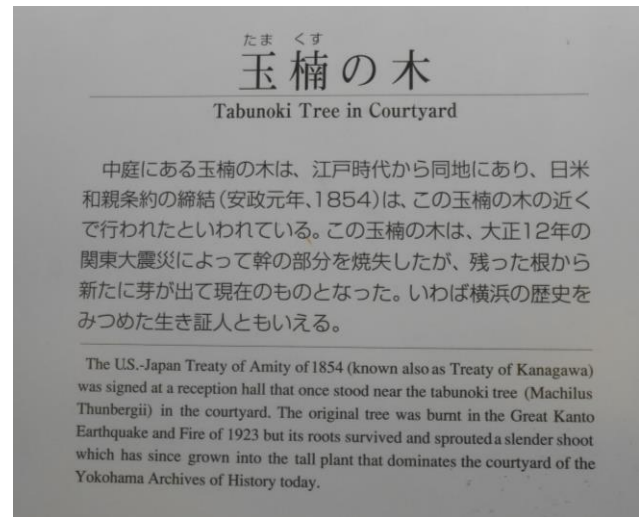 たま くす
玉楠の木
Tabunoki Tree in Courtyard
中庭にある玉楠の木は、江戸時代から同地にあり、日米
和親条約の締結(安政元年、1854)は、この玉楠の木の近く
で行われたといわれている。この玉楠の木は、大正12年の
関東大震災によって幹の部分を焼失したが、残った根から
新たに芽が出て現在のものとなった。いわば横浜の歴史を
みつめた生き証人ともいえる。
The U.S.-Japan Treaty of Amity of 1854 (known also as Treaty of Kanagawa)
was signed at a reception hall that once stood near the tabunoki tree (Machilus
Thunbergii) in the courtyard. The original tree was burnt in the Great Kanto
Earthquake and Fire of 1923 but its roots survived and sprouted a slender shoot
which has since grown into the tall plant that dominates the courtyard of the
Yokohama Archives of History today.